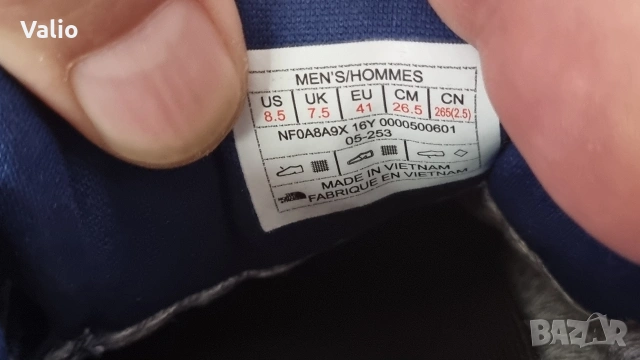 Valio
MEN'S/HOMMES
US UK EU CM CN
8.5 7.5 41 26.5 265(2.5)
NF0A8A9X 16Y 0000500601
05-253
MADE IN VIETNAM
FABRIQUE EN VIETNAM
BAZAR